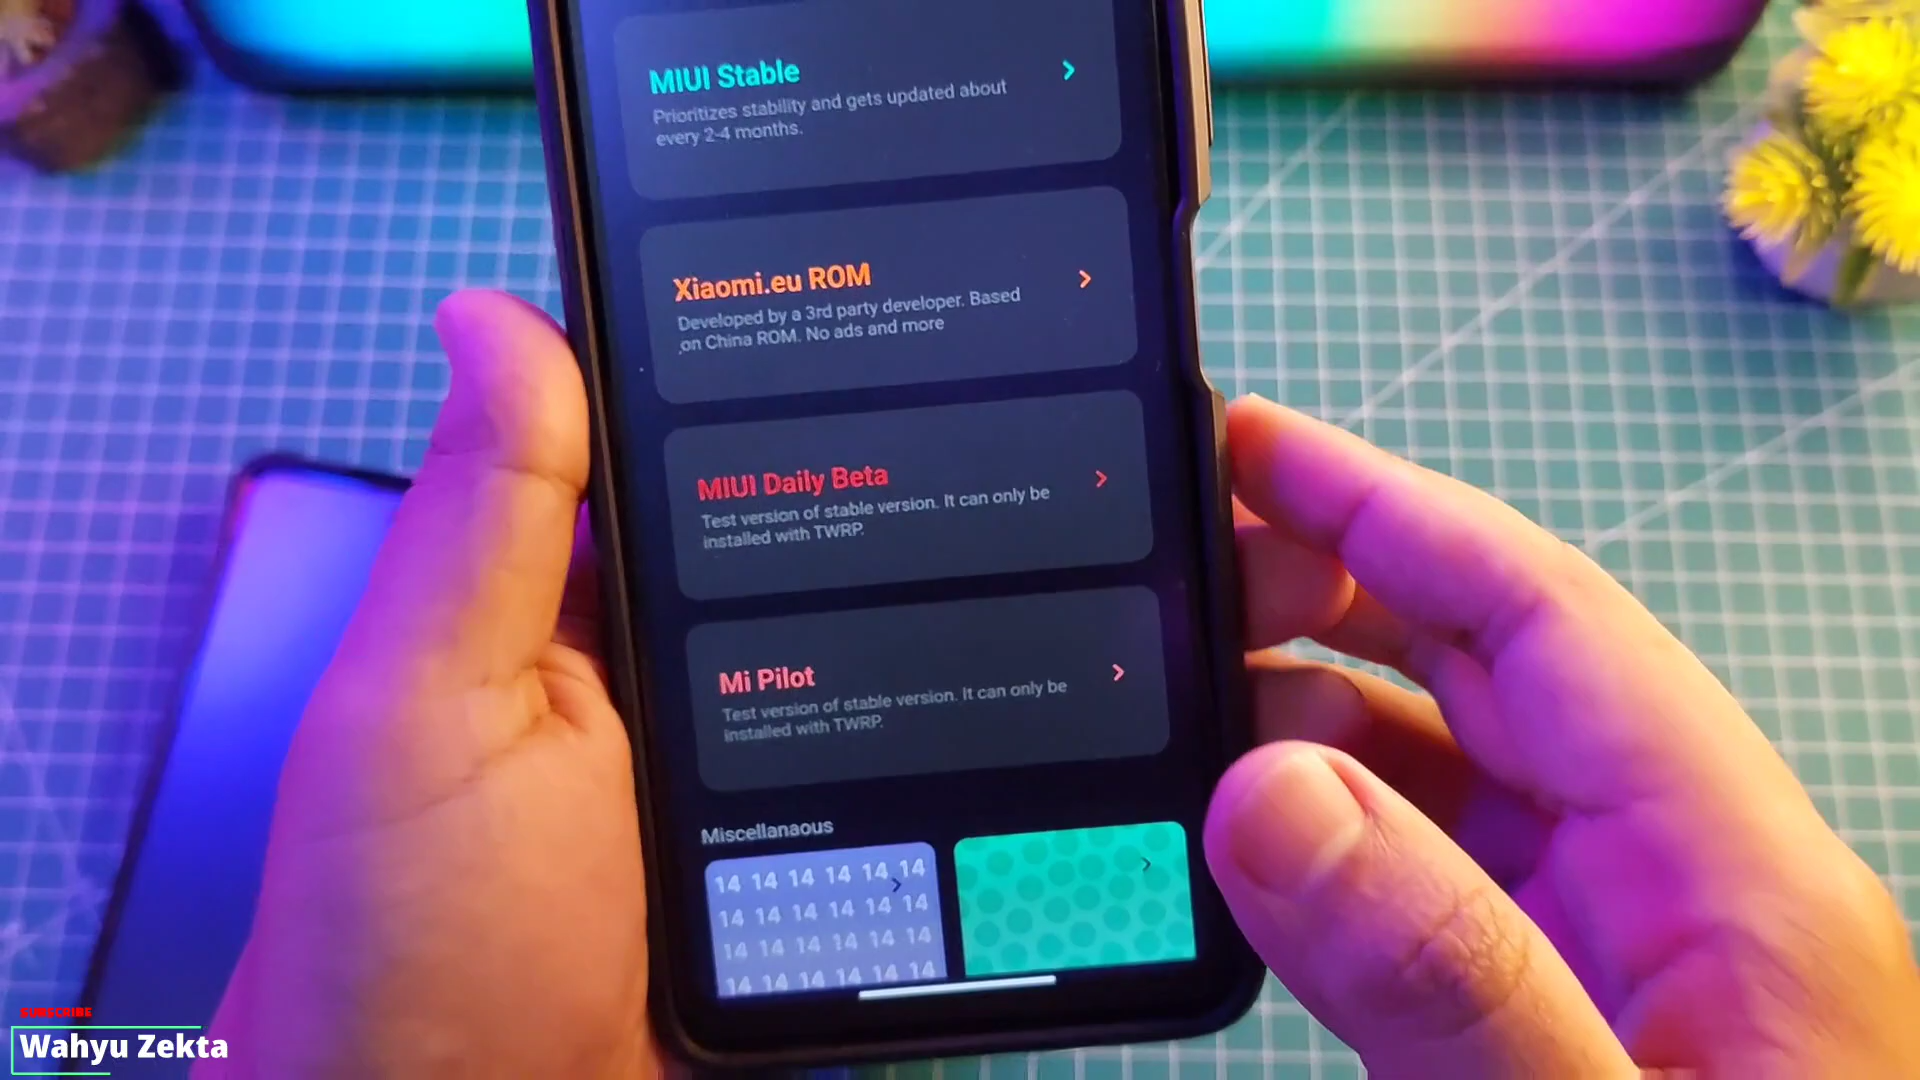 MIUI Stable
Prioritizes stability and gets updated about
every 2-4 months.
Xiaomi.eu ROM
Developed by a 3rd party developer. Based
on China ROM. No ads and more
MIUI Daily Beta
Test version of stable version. It can only be
installed with TWRP.
Mi Pilot
Test version of stable version. It can only be
installed with TWRP.
Miscellanaous
14 14 14 14 14 14
14 14 14 14 14 14
14 14 14 14 14 14
14 14 14 14 14 14
SUBSCRIBE
Wahyu Zekta